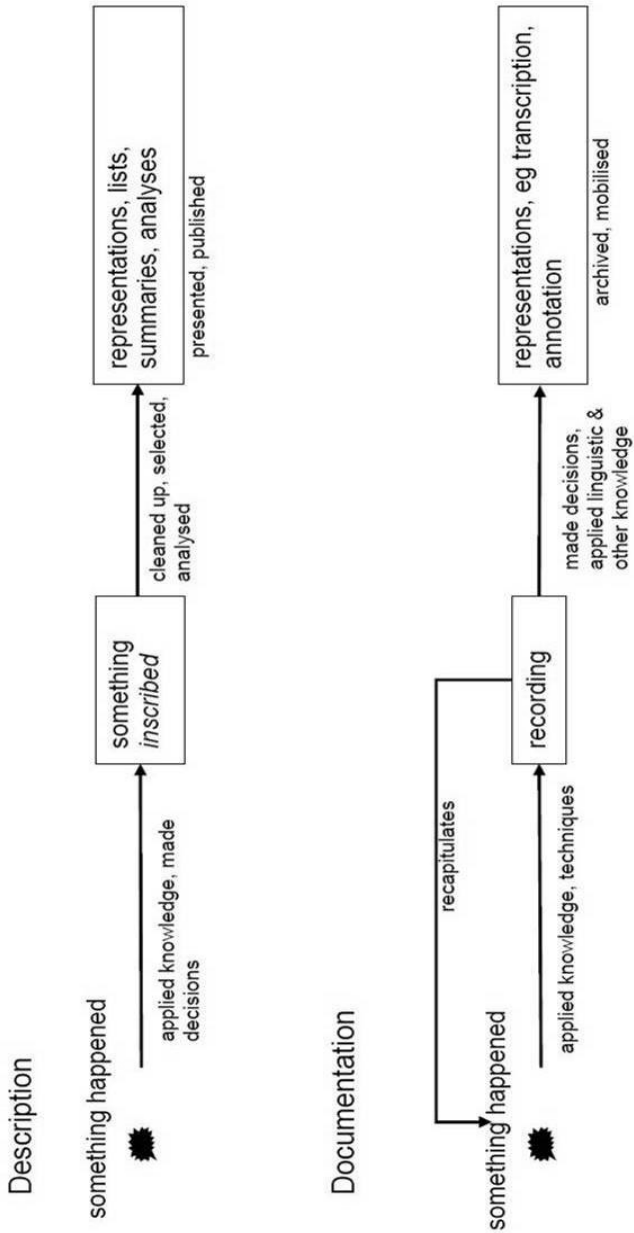 Description
something happened
applied knowledge, made
decisions
something
inscribed
cleaned up, selected,
analysed
representations, lists,
summaries, analyses
presented, published
Documentation
something happened
recapitulates
applied knowledge, techniques
recording
made decisions,
applied linguistic &
other knowledge
representations, eg transcription,
annotation
archived, mobilised